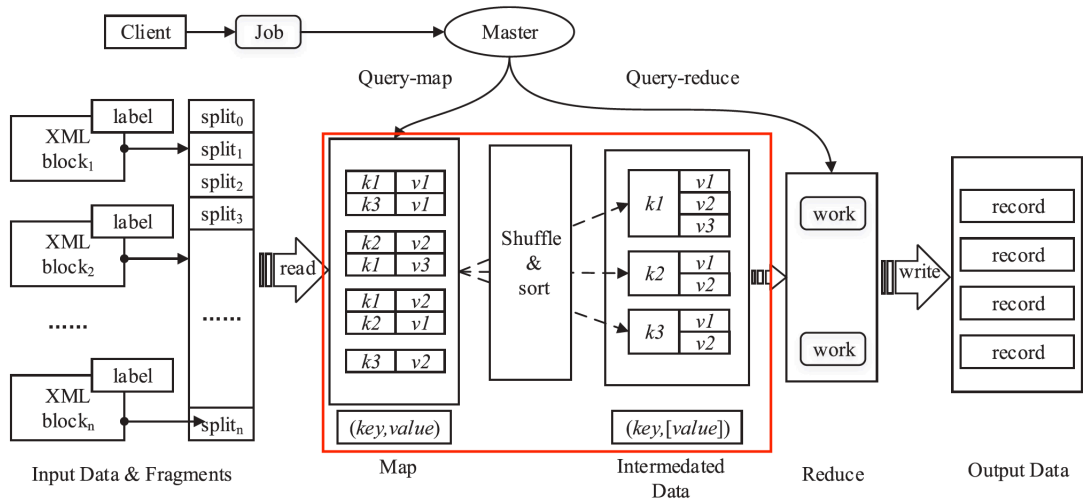 Client
Job
Master
Query-map
Query-reduce
label
XML
block1
label
XML
block2
......
label
XML
blockn
split0
split1
split2
split3
......
splitn
Input Data & Fragments
read
k1 v1
k3 v1
k2 v2
k1 v3
k1 v2
k2 v1
k3 v2
(key,value)
Map
Shuffle
&
sort
k1
v1
v2
v3
k2
v1
v2
k3
v1
v2
(key,[value])
Intermedated
Data
work
work
Reduce
write
record
record
record
record
Output Data